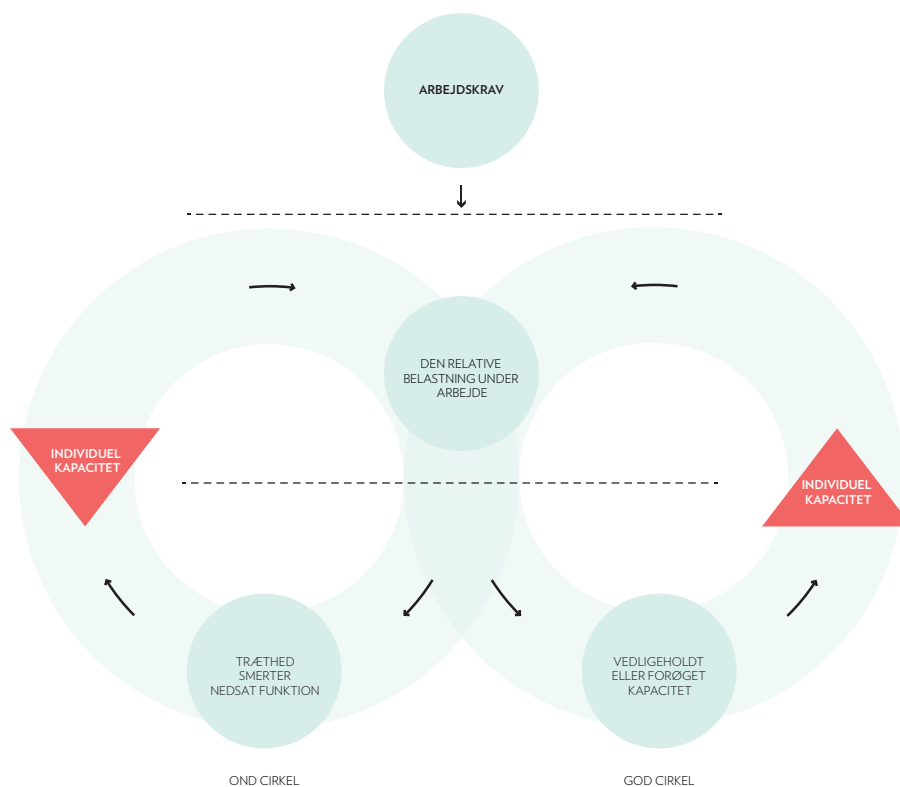 ARBEJDSKRAV
DEN RELATIVE
BELASTNING UNDER
ARBEJDE
INDIVIDUEL
KAPACITET
INDIVIDUEL
KAPACITET
TRÆTHED
SMERTER
NEDSAT FUNKTION
VEDLIGEHOLDT
ELLER FORØGET
KAPACITET
OND CIRKEL
GOD CIRKEL